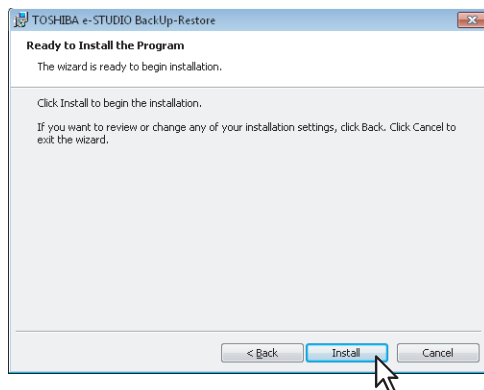 TOSHIBA e-STUDIO BackUp-Restore
Ready to Install the Program
The wizard is ready to begin installation.
Click Install to begin the installation.
If you want to review or change any of your installation settings, click Back. Click Cancel to
exit the wizard.
< Back
Install
Cancel